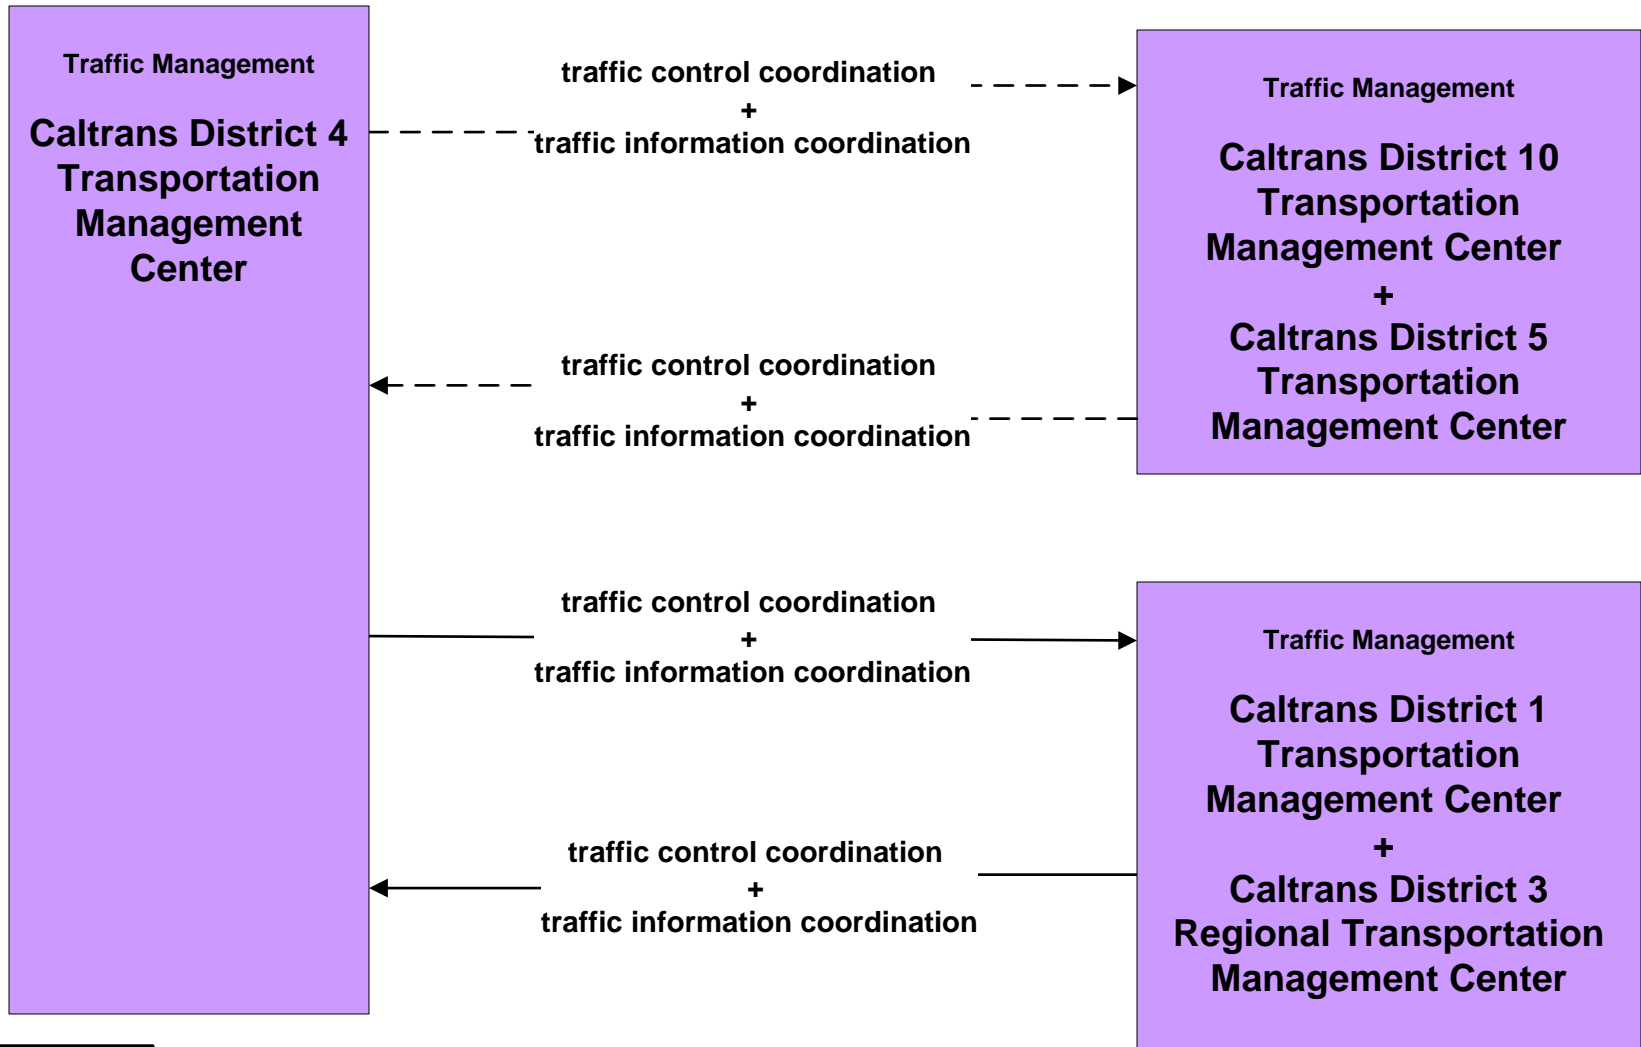 Traffic Management
Caltrans District 4
Transportation
Management
Center
traffic control coordination
+
traffic information coordination
Traffic Management
Caltrans District 10
Transportation
Management Center
+
Caltrans District 5
Transportation
Management Center
traffic control coordination
+
traffic information coordination
traffic control coordination
+
traffic information coordination
Traffic Management
Caltrans District 1
Transportation
Management Center
+
Caltrans District 3
Regional Transportation
Management Center
traffic control coordination
+
traffic information coordination